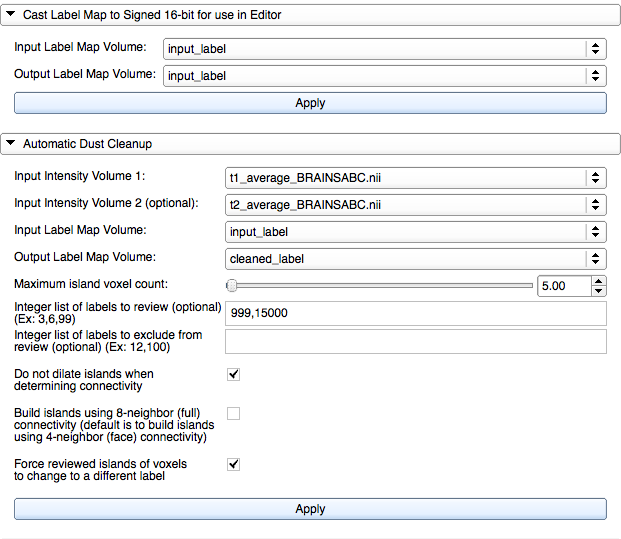 Cast Label Map to Signed 16-bit for use in Editor
Input Label Map Volume: input_label
Output Label Map Volume: input_label
Apply
Automatic Dust Cleanup
Input Intensity Volume 1: t1_average_BRAINSABC.nii
Input Intensity Volume 2 (optional): t2_average_BRAINSABC.nii
Input Label Map Volume: input_label
Output Label Map Volume: cleaned_label
Maximum island voxel count: 5.00
Integer list of labels to review (optional)
(Ex: 3,6,99) 999,15000
Integer list of labels to exclude from
review (optional) (Ex: 12,100)
Do not dilate islands when
determining connectivity
Build islands using 8-neighbor (full)
connectivity (default is to build islands
using 4-neighbor (face) connectivity)
Force reviewed islands of voxels
to change to a different label
Apply